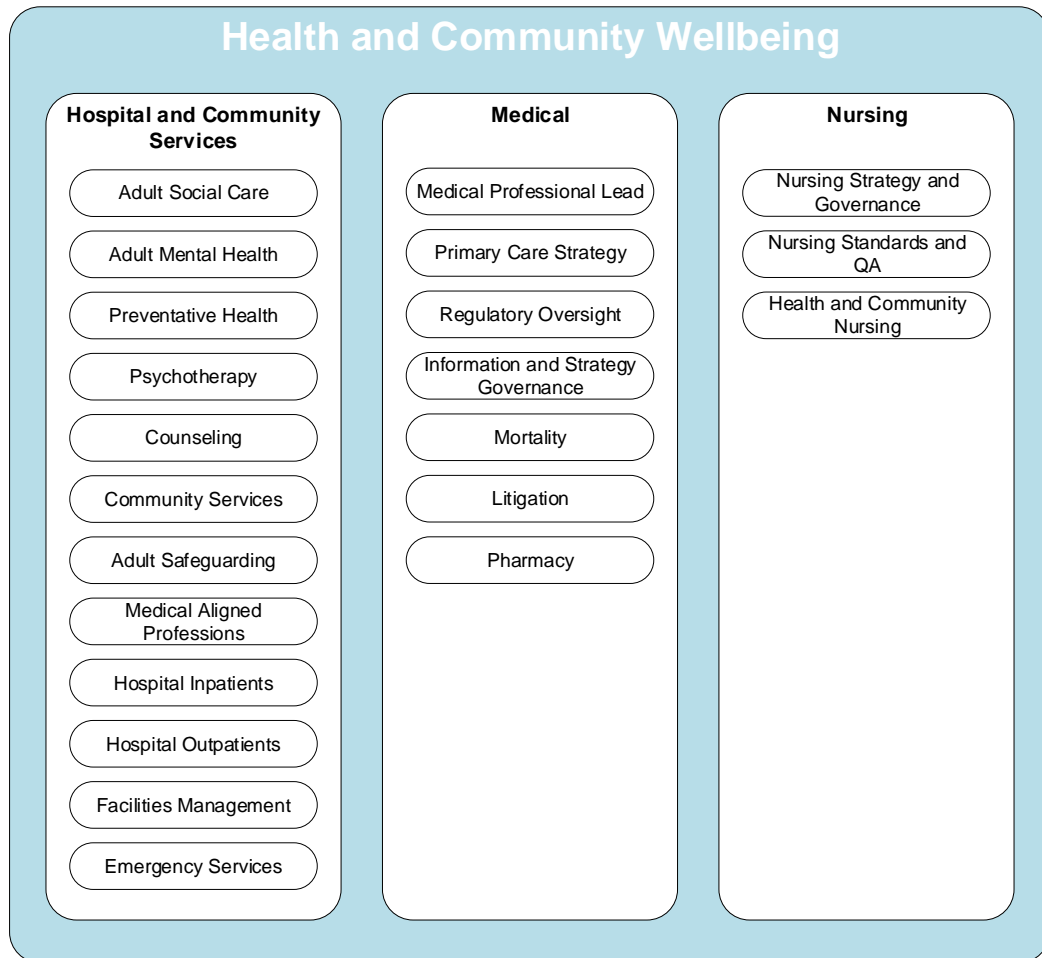 Health and Community Wellbeing
Hospital and Community
Services
Adult Social Care
Adult Mental Health
Preventative Health
Psychotherapy
Counseling
Community Services
Adult Safeguarding
Medical Aligned
Professions
Hospital Inpatients
Hospital Outpatients
Facilities Management
Emergency Services
Medical
Medical Professional Lead
Primary Care Strategy
Regulatory Oversight
Information and Strategy
Governance
Mortality
Litigation
Pharmacy
Nursing
Nursing Strategy and
Governance
Nursing Standards and
QA
Health and Community
Nursing